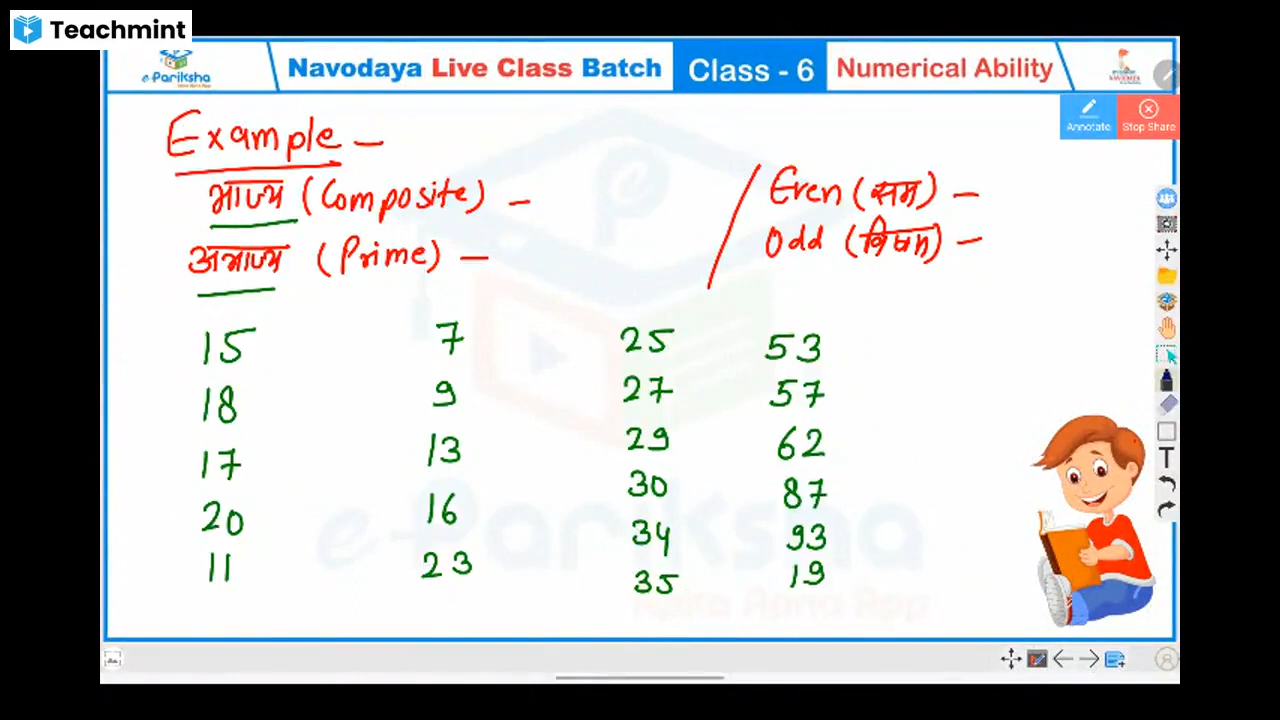 Teachmint
e-Pariksha
Navodaya Live Class Batch
Class - 6
Numerical Ability
Annotate
Stop Share
Example -
भाज्य (Composite) -
अभाज्य (Prime) -
Even (सम) -
Odd (विषम) -
15 7 25 53
18 9 27 57
17 13 29 62
20 16 30 87
11 23 34 93
35 19
e-Pariksha